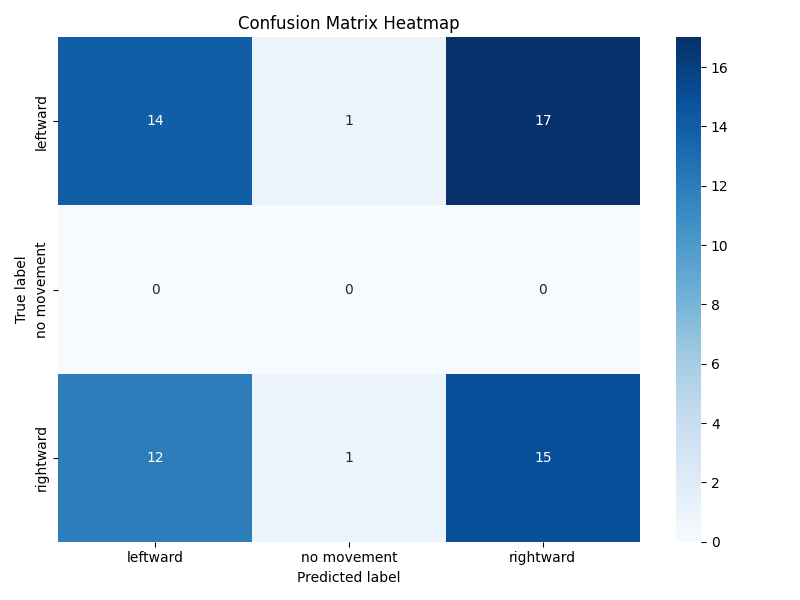 Confusion Matrix Heatmap
True label
leftward
14 1 17
no movement
0 0 0
rightward
12 1 15
leftward no movement rightward
Predicted label
16
14
12
10
8
6
4
2
0